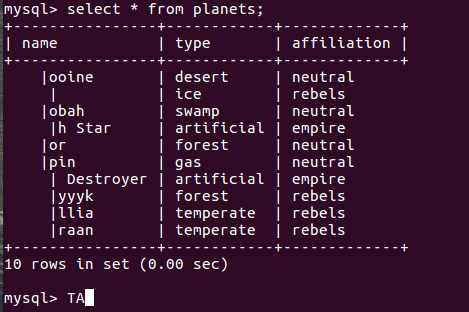 mysql> select * from planets;
+----------------+------------+-------------+
| name           | type       | affiliation |
+----------------+------------+-------------+
    |ooine       | desert     | neutral
     |           | ice        | rebels
    |obah        | swamp      | neutral
     |h Star     | artificial | empire
    |or          | forest     | neutral
    |pin         | gas        | neutral
     | Destroyer | artificial | empire
     |yyyk       | forest     | rebels
     |llia       | temperate  | rebels
     |raan       | temperate  | rebels
+----------------+------------+-------------+
10 rows in set (0.00 sec)
mysql> TA